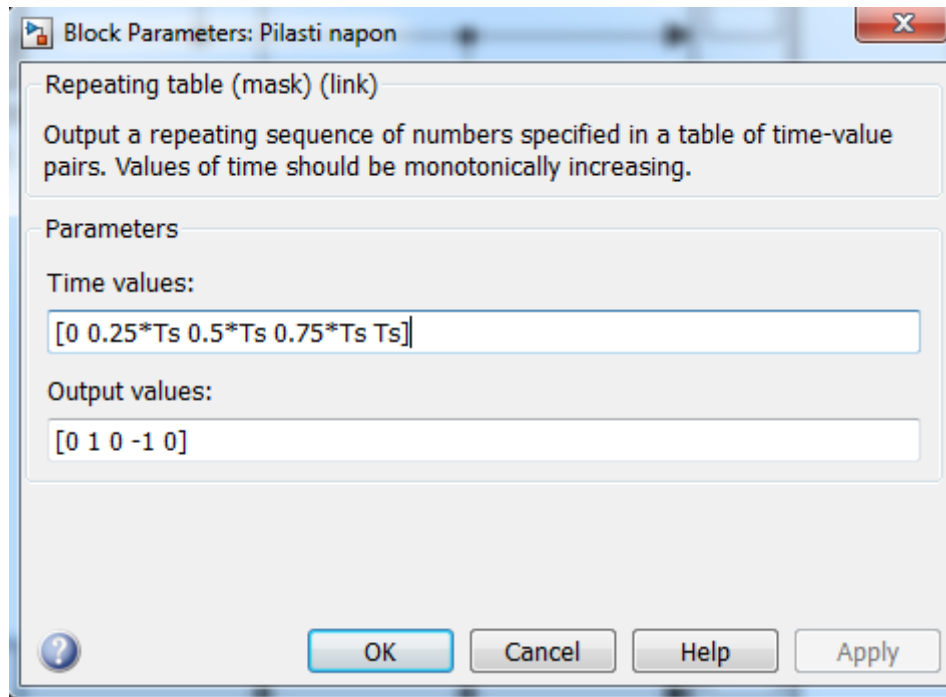 Block Parameters: Pilasti napon
Repeating table (mask) (link)
Output a repeating sequence of numbers specified in a table of time-value
pairs. Values of time should be monotonically increasing.
Parameters
Time values:
[0 0.25*Ts 0.5*Ts 0.75*Ts Ts]
Output values:
[0 1 0 -1 0]
OK Cancel Help Apply